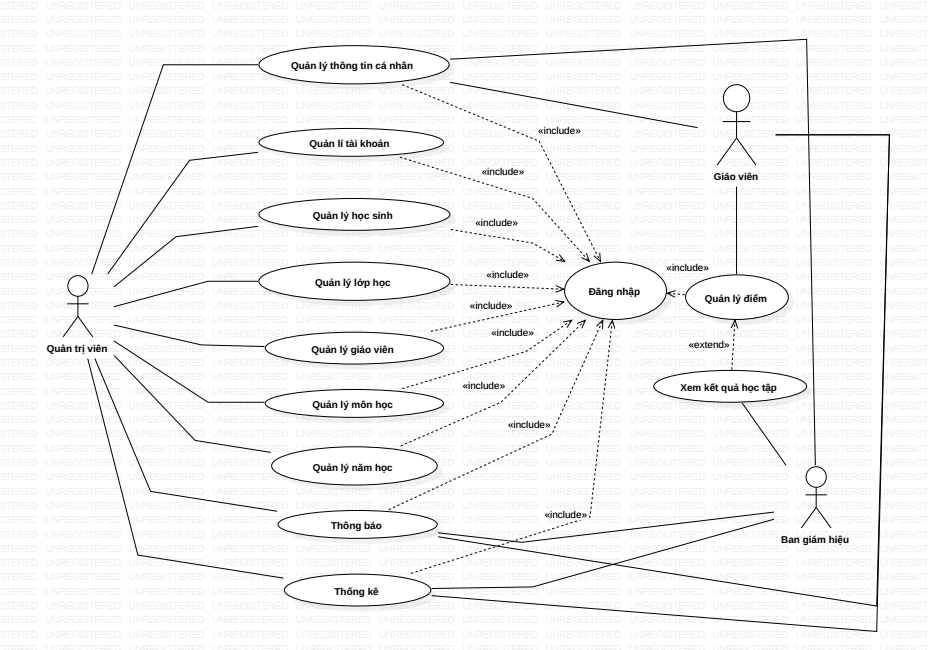 Quản lý thông tin cá nhân
«include»
Quản lí tài khoản
«include»
Giáo viên
Quản lý học sinh
«include»
Quản lý lớp học
«include»
Đăng nhập
«include»
Quản lý điểm
«include»
Quản trị viên
Quản lý giáo viên
«include»
«extend»
Quản lý môn học
«include»
Xem kết quả học tập
Quản lý năm học
«include»
Thông báo
«include»
Ban giám hiệu
Thống kê
UNREGISTERED